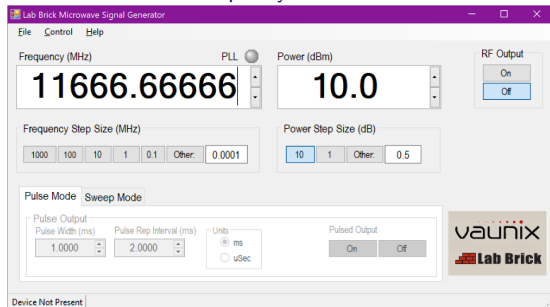 Lab Brick Microwave Signal Generator
File Control Help
Frequency (MHz) PLL
11666.66666
Power (dBm)
10.0
RF Output
On
Off
Frequency Step Size (MHz)
1000 100 10 1 0.1 Other: 0.0001
Power Step Size (dB)
10 1 Other: 0.5
Pulse Mode Sweep Mode
Pulse Output
Pulse Width (ms) Pulse Rep Interval (ms) Units
1.0000 2.0000
ms
uSec
Pulsed Output
On Off
vaunix
Lab Brick
Device Not Present